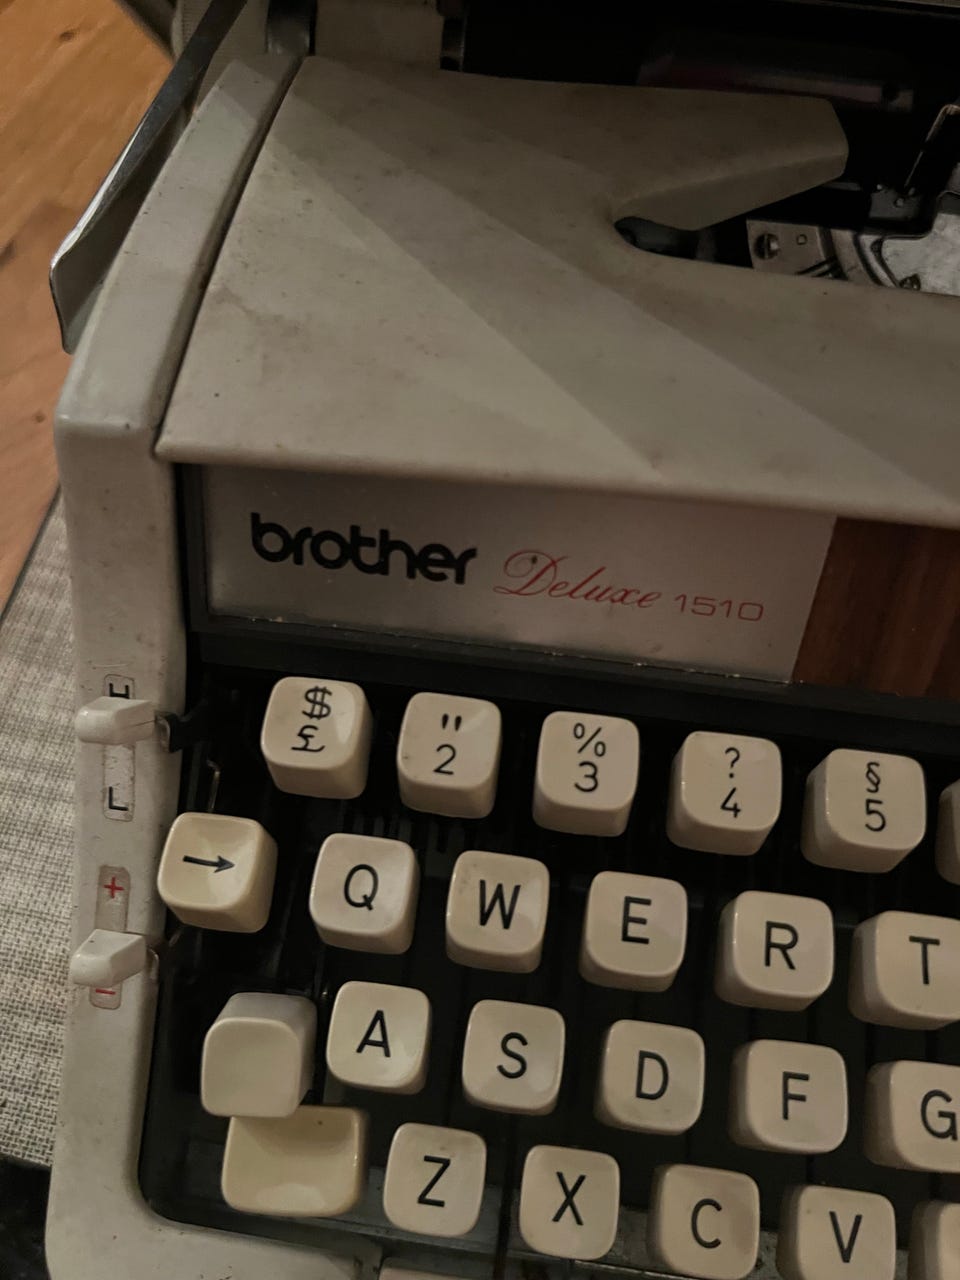 brother Deluxe 1510
H
$ " % ? §
£ 2 3 4 5
L
→ Q W E R T
+
-
A S D F G
Z X C V